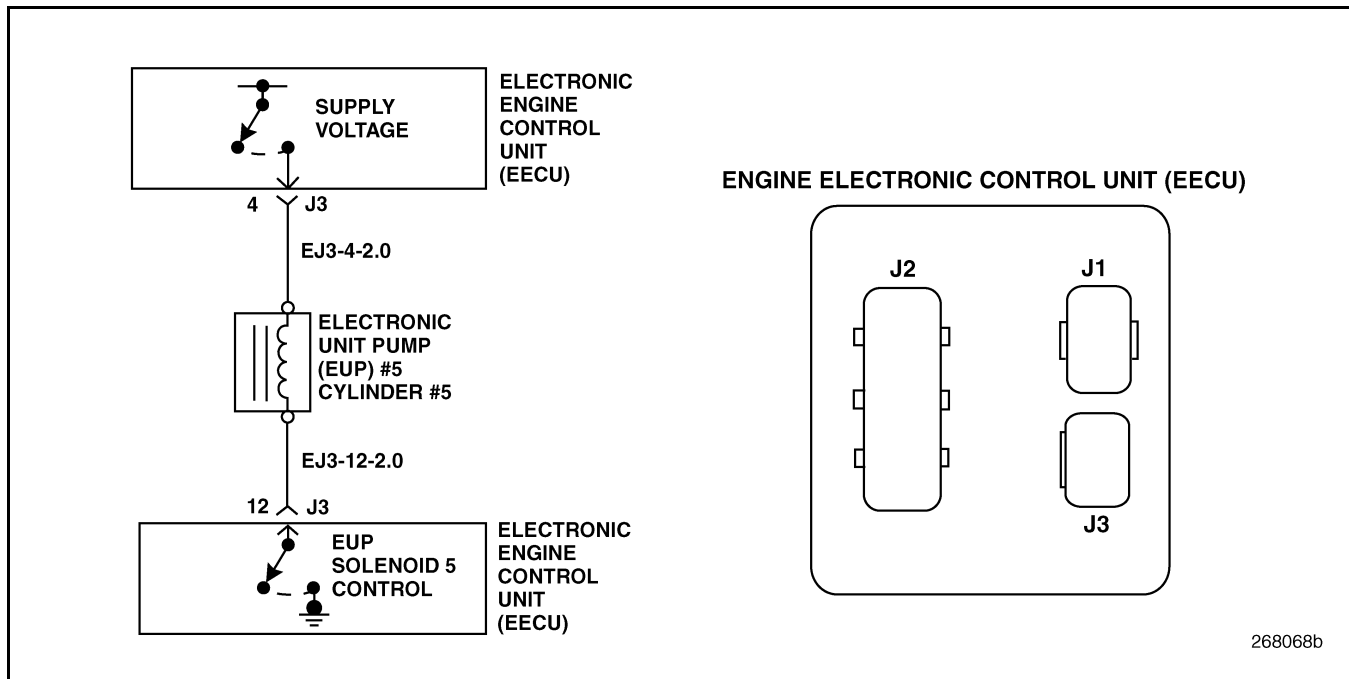 SUPPLY
VOLTAGE
ELECTRONIC
ENGINE
CONTROL
UNIT
(EECU)
4
J3
EJ3-4-2.0
ELECTRONIC
UNIT PUMP
(EUP) #5
CYLINDER #5
EJ3-12-2.0
12
J3
EUP
SOLENOID 5
CONTROL
ELECTRONIC
ENGINE
CONTROL
UNIT
(EECU)
ENGINE ELECTRONIC CONTROL UNIT (EECU)
J2
J1
J3
268068b